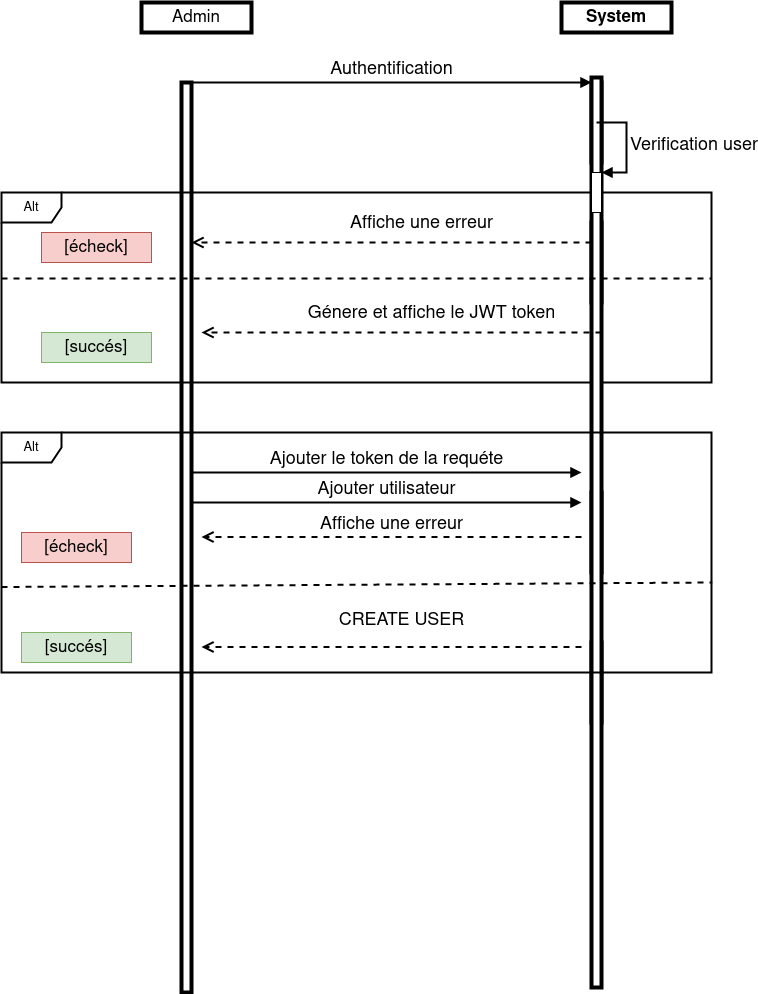 Admin
System
Authentification
Verification user
Alt
Affiche une erreur
[écheck]
Génere et affiche le JWT token
[succés]
Alt
Ajouter le token de la requéte
Ajouter utilisateur
Affiche une erreur
[écheck]
CREATE USER
[succés]